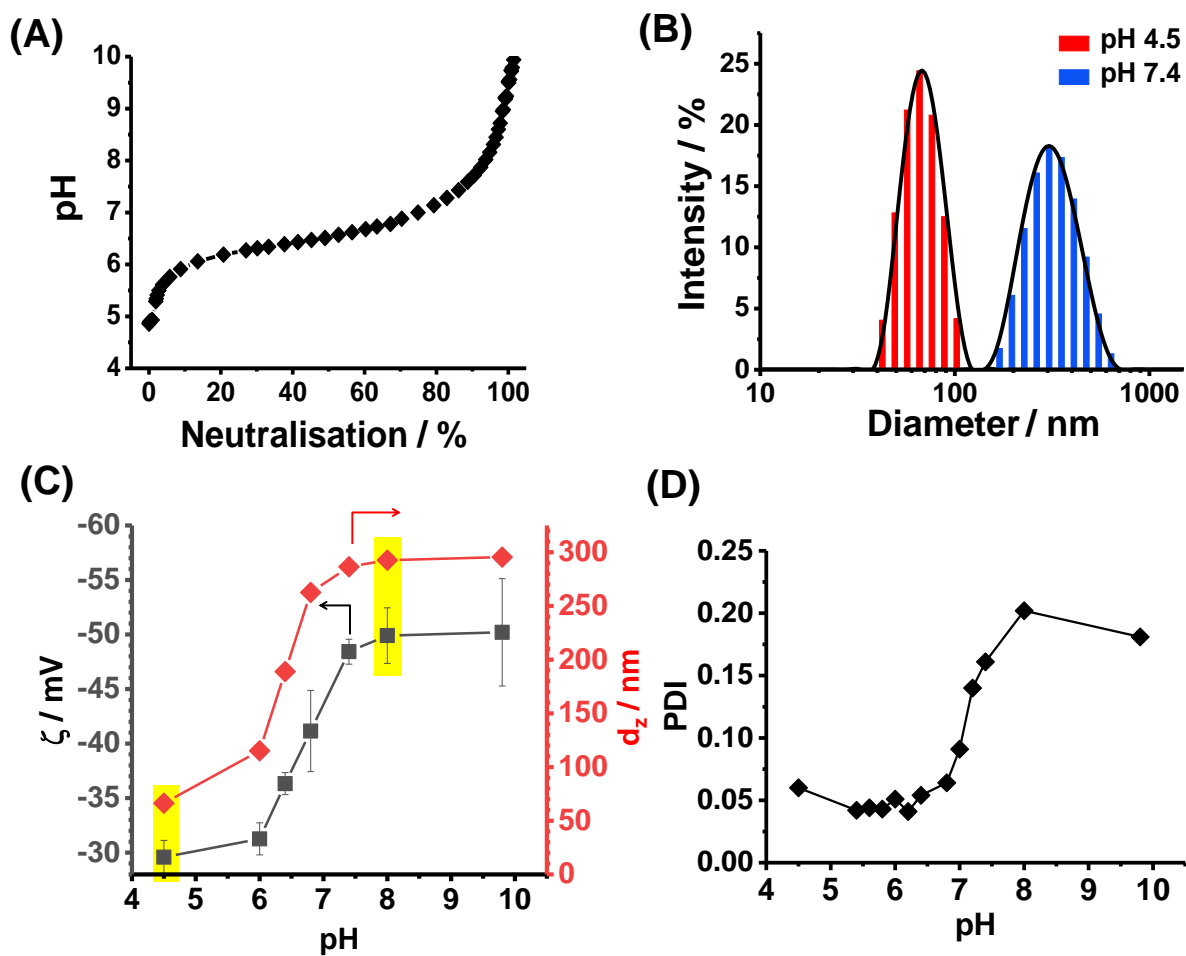 (A)
pH
10
9
8
7
6
5
4
0 20 40 60 80 100
Neutralisation / %
(B)
pH 4.5
pH 7.4
Intensity / %
25
20
15
10
5
0
10 100 1000
Diameter / nm
(C)
ζ / mV
-60
-55
-50
-45
-40
-35
-30
300
250
200
150
100
50
0
dz / nm
4 5 6 7 8 9 10
pH
(D)
PDI
0.25
0.20
0.15
0.10
0.05
0.00
4 5 6 7 8 9 10
pH